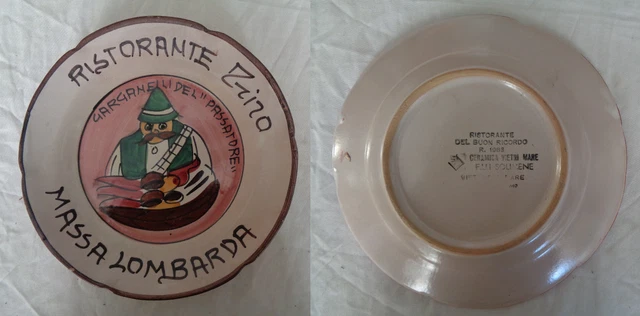 RISTORANTE Zino
GARGANELLI DEL "PASSATORE"
MASSA LOMBARDA
RISTORANTE
DEL BUON RICORDO
CERAMICA VIETRI MARE